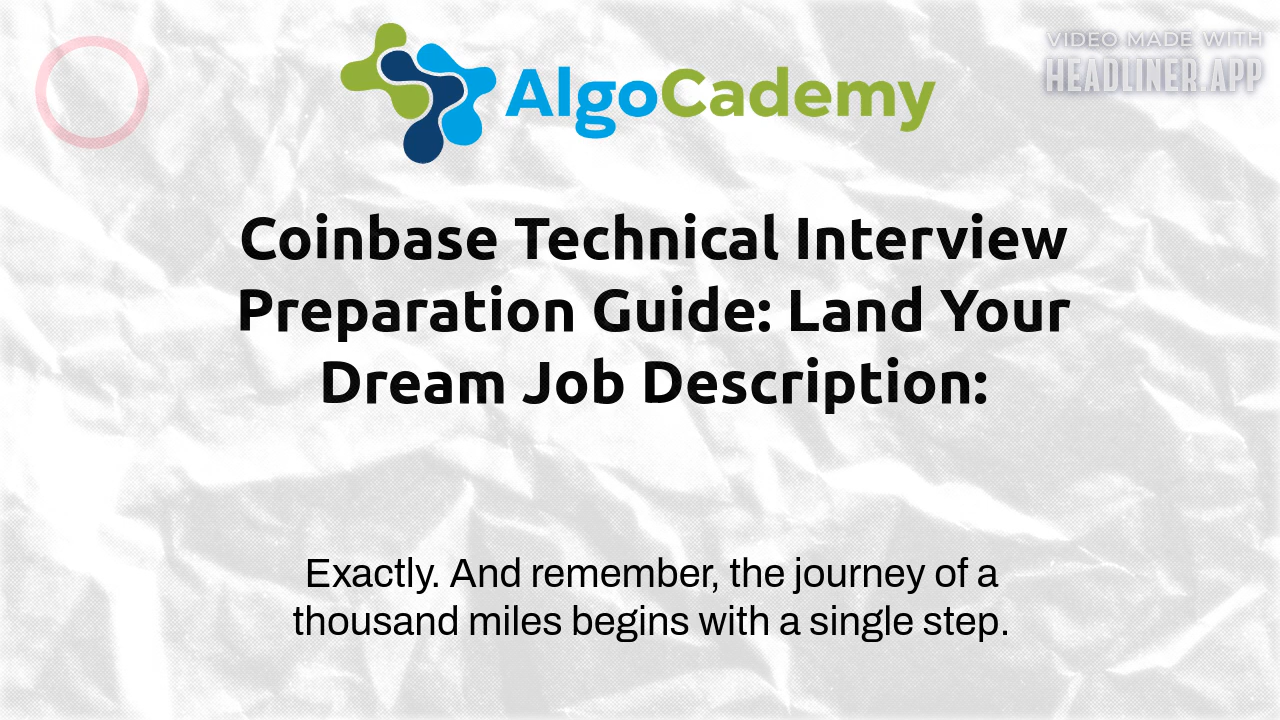 AlgoCademy
VIDEO MADE WITH
HEADLINER.APP
Coinbase Technical Interview
Preparation Guide: Land Your
Dream Job Description:
Exactly. And remember, the journey of a
thousand miles begins with a single step.